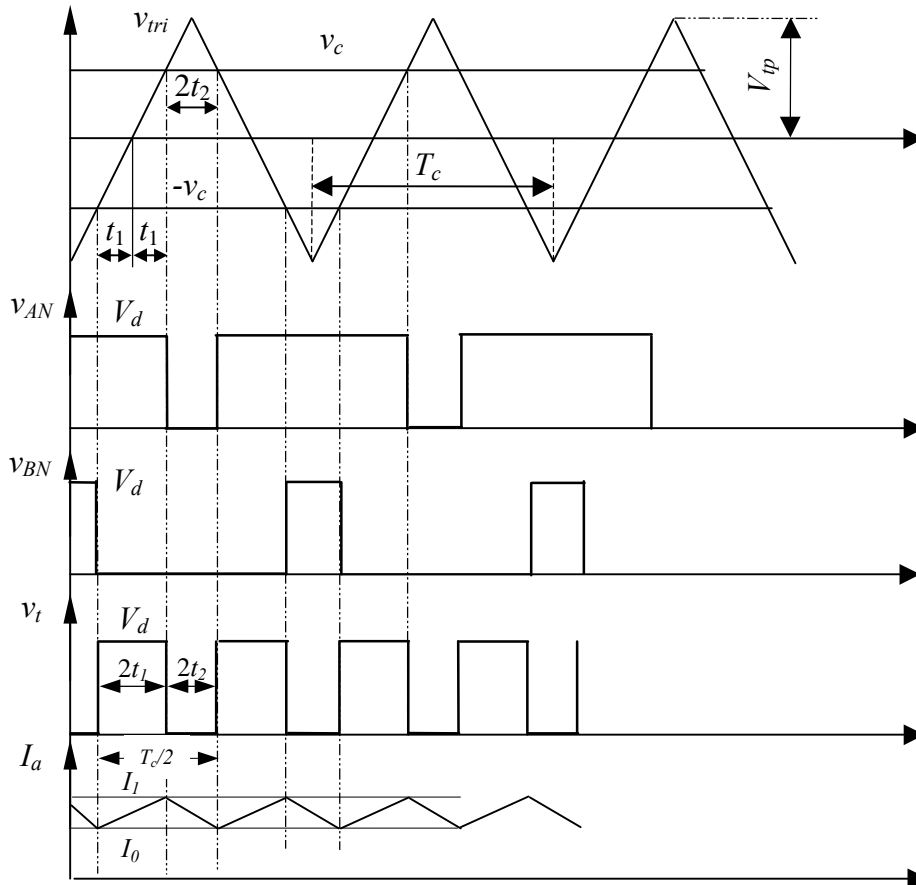 v_tri
v_c
2t_2
V_tp
T_c
-v_c
t_1 t_1
v_AN
V_d
v_BN
V_d
v_t
V_d
2t_1 2t_2
T_c/2
I_a
I_1
I_0